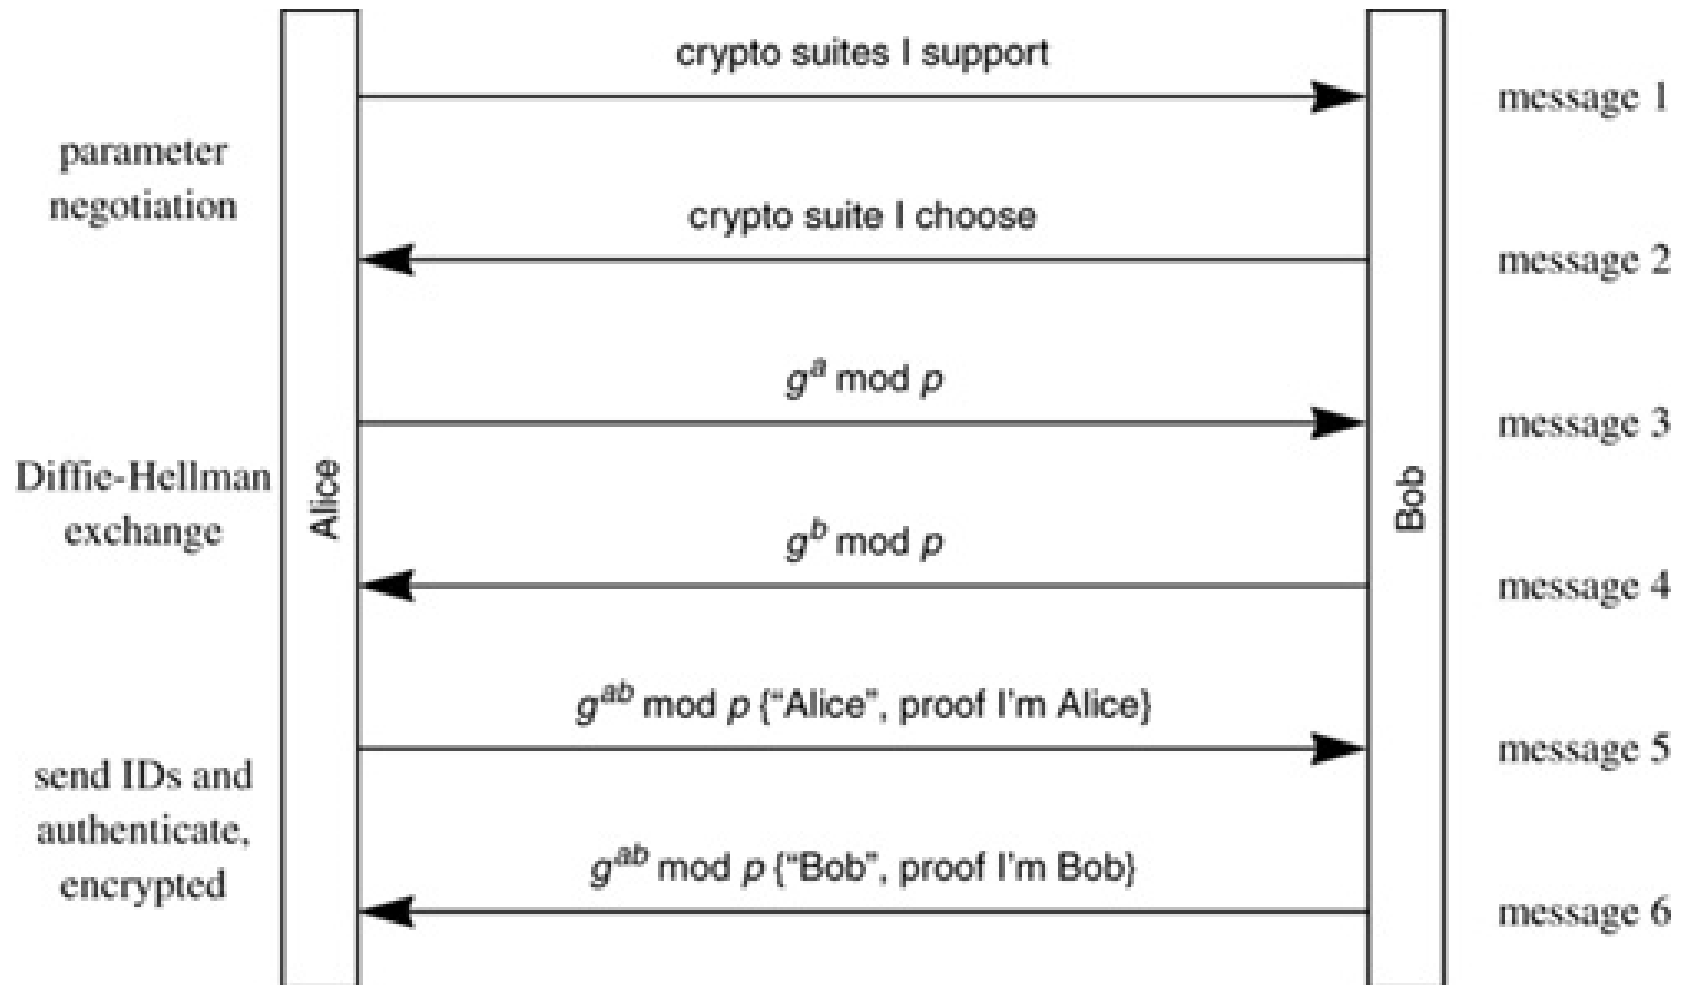 crypto suites I support
message 1
parameter
negotiation
crypto suite I choose
message 2
g^a mod p
message 3
Diffie-Hellman
exchange
Alice
Bob
g^b mod p
message 4
g^ab mod p {“Alice”, proof I’m Alice}
message 5
send IDs and
authenticate,
encrypted
g^ab mod p {“Bob”, proof I’m Bob}
message 6